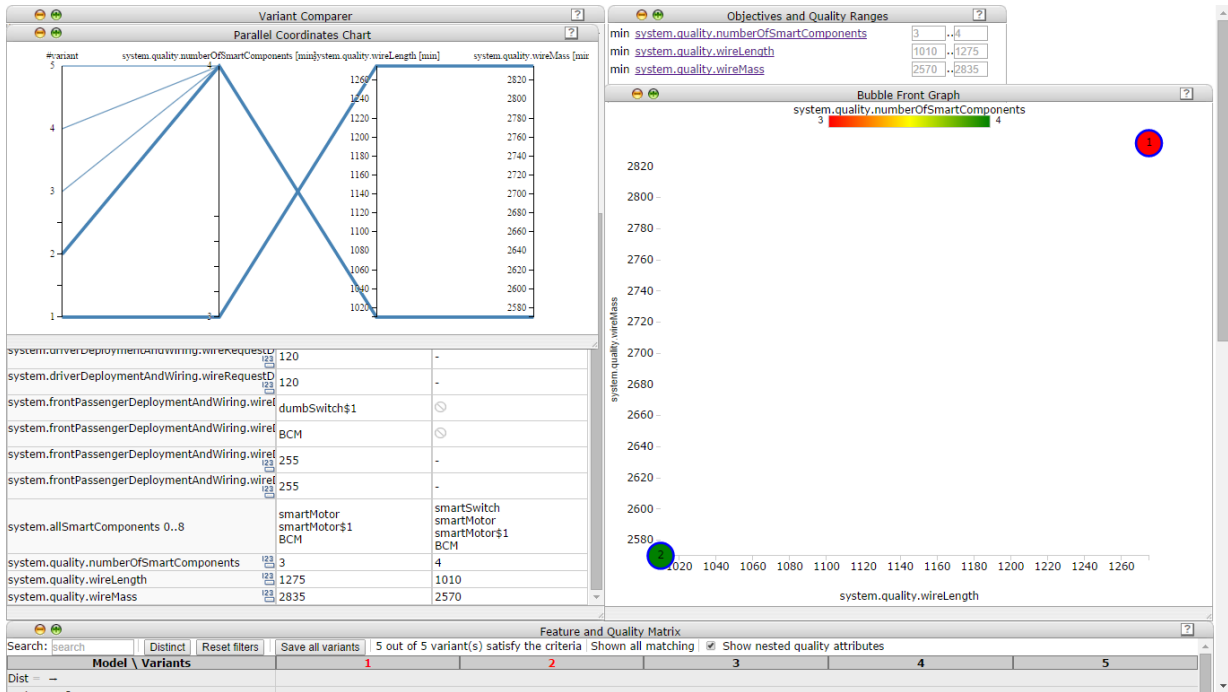 Variant Comparer ?
Parallel Coordinates Chart ?
#variant system.quality.numberOfSmartComponents [min] system.quality.wireLength [min] system.quality.wireMass [min
5 4 1260 2820
1240 2800
1220 2780
4 1200 2760
1180 2740
1160 2720
3 1140 2700
1120 2680
1100 2660
2 1080 2640
1060 2620
1040 2600
1020 2580
1 3
system.driverDeploymentAndWiring.wireRequestD 123 120 -
system.driverDeploymentAndWiring.wireRequestD 123 120 -
system.frontPassengerDeploymentAndWiring.wire dumbSwitch$1
system.frontPassengerDeploymentAndWiring.wire BCM
system.frontPassengerDeploymentAndWiring.wire 123 255 -
system.frontPassengerDeploymentAndWiring.wire 123 255 -
system.allSmartComponents 0..8
smartMotor
smartMotor$1
BCM
smartSwitch
smartMotor
smartMotor$1
BCM
system.quality.numberOfSmartComponents 123 3 4
system.quality.wireLength 123 1275 1010
system.quality.wireMass 123 2835 2570
Objectives and Quality Ranges ?
min system.quality.numberOfSmartComponents 3 .. 4
min system.quality.wireLength 1010 .. 1275
min system.quality.wireMass 2570 .. 2835
Bubble Front Graph ?
system.quality.numberOfSmartComponents
3 4
1
2820
2800
2780
2760
2740
2720
2700
2680
2660
2640
2620
2600
2580
system.quality.wireMass
2
1020 1040 1060 1080 1100 1120 1140 1160 1180 1200 1220 1240 1260
system.quality.wireLength
Feature and Quality Matrix ?
Search: search Distinct Reset filters Save all variants 5 out of 5 variant(s) satisfy the criteria Shown all matching Show nested quality attributes
Model \ Variants 1 2 3 4 5
Dist = →